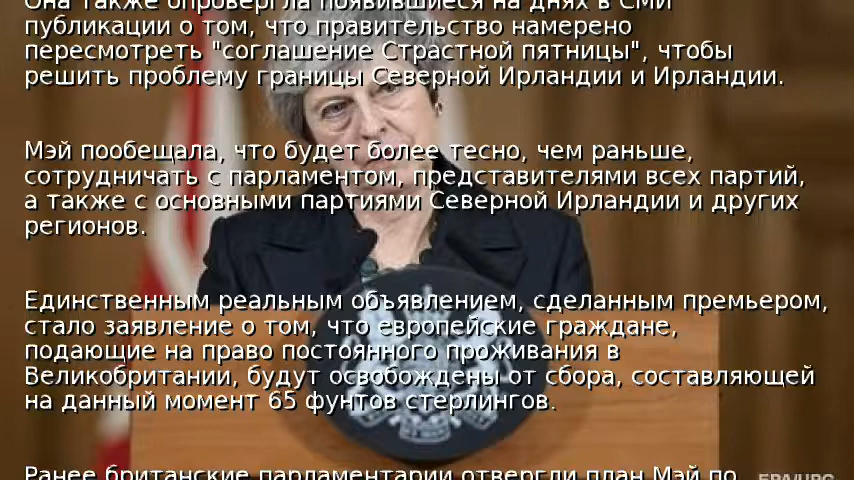 Она также опровергла появившиеся на днях в СМИ
публикации о том, что правительство намерено
пересмотреть "соглашение Страстной пятницы", чтобы
решить проблему границы Северной Ирландии и Ирландии.
Мэй пообещала, что будет более тесно, чем раньше,
сотрудничать с парламентом, представителями всех партий,
а также с основными партиями Северной Ирландии и других
регионов.
Единственным реальным объявлением, сделанным премьером,
стало заявление о том, что европейские граждане,
подающие на право постоянного проживания в
Великобритании, будут освобождены от сбора, составляющей
на данный момент 65 фунтов стерлингов.
Ранее британские парламентарии отвергли план Мэй по